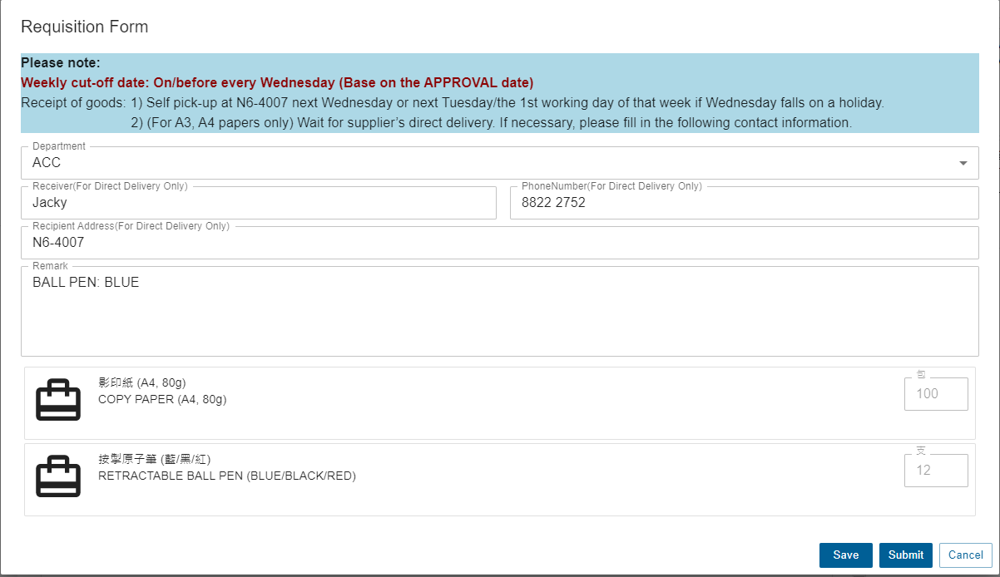 Requisition Form
Please note:
Weekly cut-off date: On/before every Wednesday (Base on the APPROVAL date)
Receipt of goods: 1) Self pick-up at N6-4007 next Wednesday or next Tuesday/the 1st working day of that week if Wednesday falls on a holiday.
2) (For A3, A4 papers only) Wait for supplier’s direct delivery. If necessary, please fill in the following contact information.
Department
ACC
Receiver(For Direct Delivery Only)
Jacky
PhoneNumber(For Direct Delivery Only)
8822 2752
Recipient Address(For Direct Delivery Only)
N6-4007
Remark
BALL PEN: BLUE
影印紙 (A4, 80g)
COPY PAPER (A4, 80g)
包
100
按掣原子筆 (藍/黑/紅)
RETRACTABLE BALL PEN (BLUE/BLACK/RED)
支
12
Save
Submit
Cancel